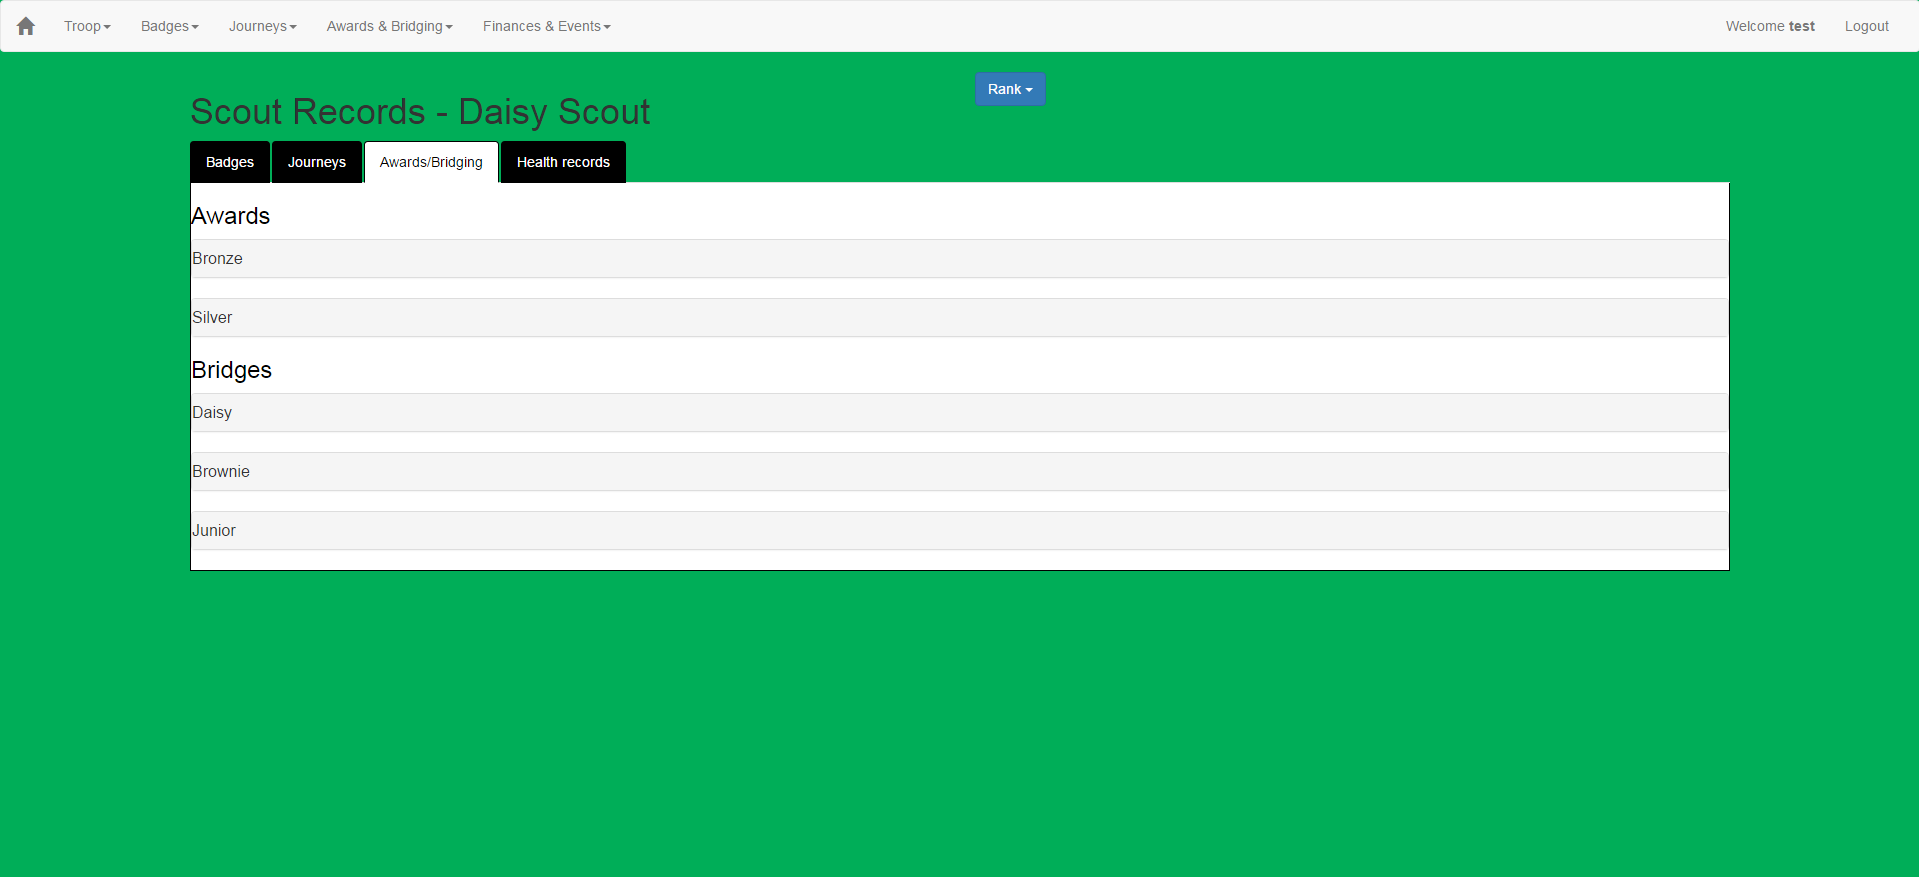 Troop Badges Journeys Awards & Bridging Finances & Events Welcome test Logout
Rank
Scout Records - Daisy Scout
Badges Journeys Awards/Bridging Health records
Awards
Bronze
Silver
Bridges
Daisy
Brownie
Junior